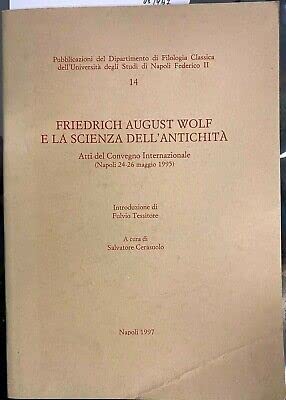 Pubblicazioni del Dipartimento di Filologia Classica
dell'Università degli Studi di Napoli Federico II
14
FRIEDRICH AUGUST WOLF
E LA SCIENZA DELL'ANTICHITÀ
Atti del Convegno Internazionale
(Napoli 24-26 maggio 1995)
Introduzione di
Fulvio Tessitore
A cura di
Salvatore Cerasuolo
Napoli 1997